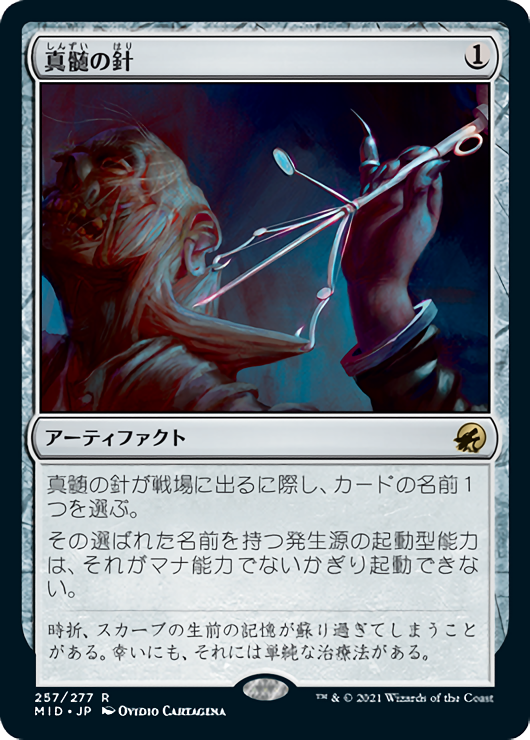 しんずい はり
真髄の針
1
アーティファクト
真髄の針が戦場に出るに際し、カードの名前1
つを選ぶ。
その選ばれた名前を持つ発生源の起動型能力
は、それがマナ能力でないかぎり起動できな
い。
時折、スカーブの生前の記憶が蘇り過ぎてしまうこと
がある。幸いにも、それには単純な治療法がある。
257/277 R
MID • JP Ovidio Cartagena
™ & © 2021 Wizards of the Coast